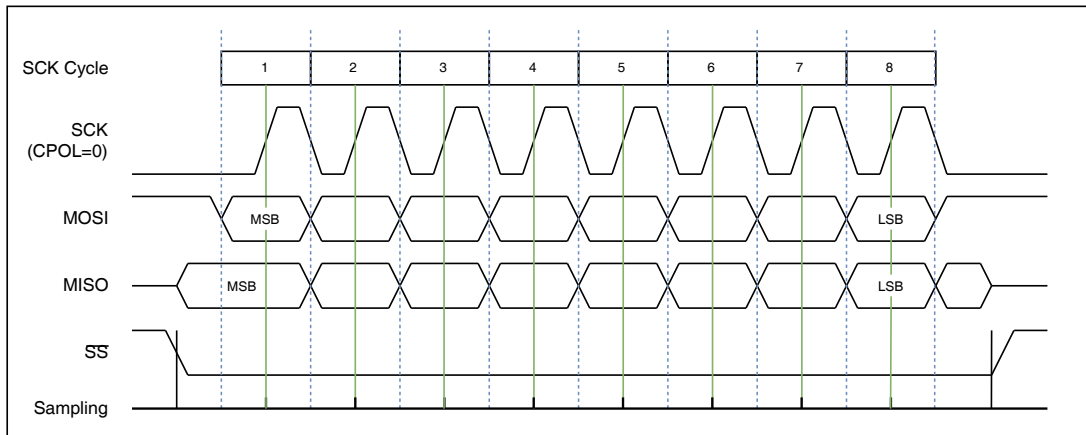 SCK Cycle 1 2 3 4 5 6 7 8
SCK
(CPOL=0)
MOSI MSB LSB
MISO MSB LSB
SS
Sampling